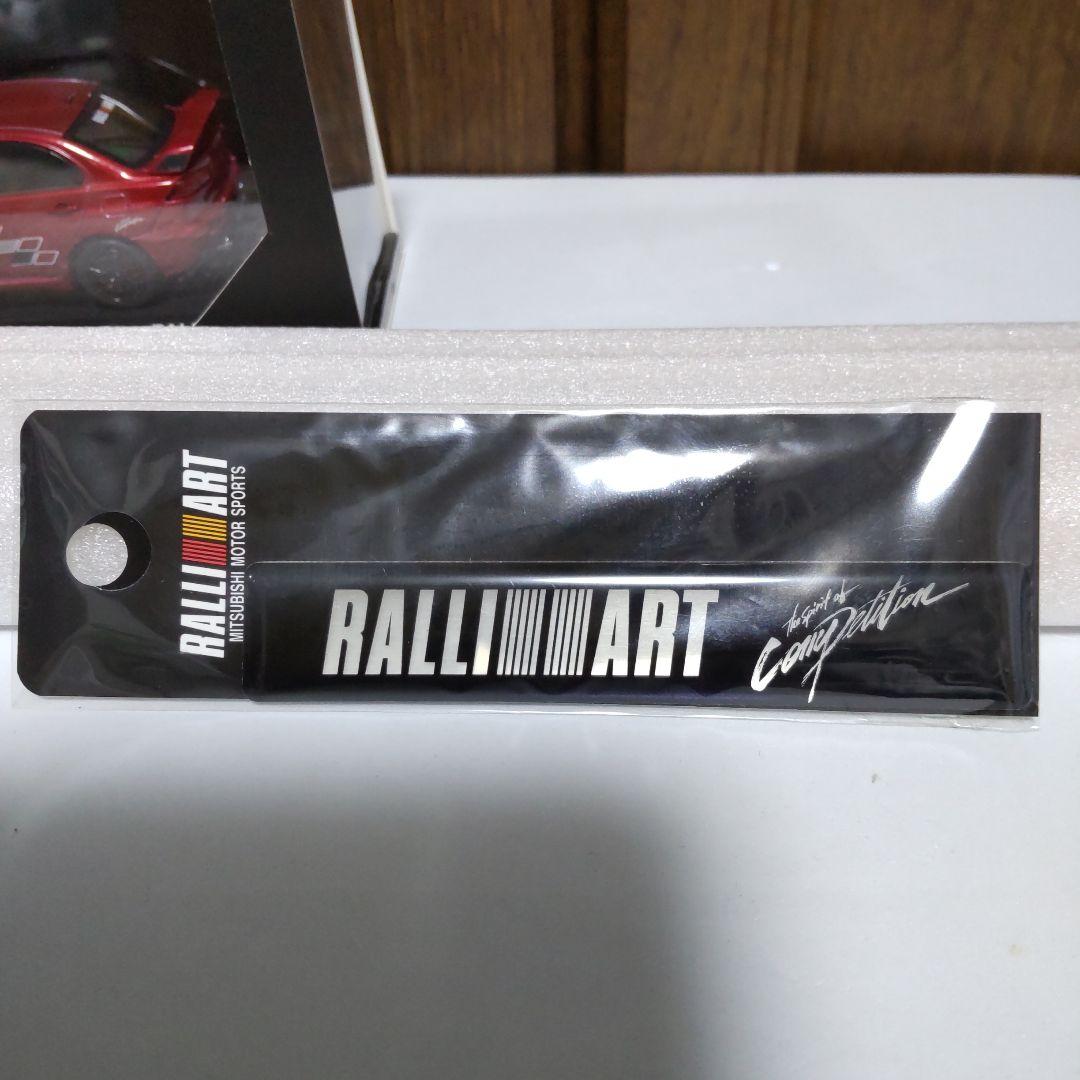 RALLI ART
MITSUBISHI MOTOR SPORTS
RALLI ART
The spirit of
Competition